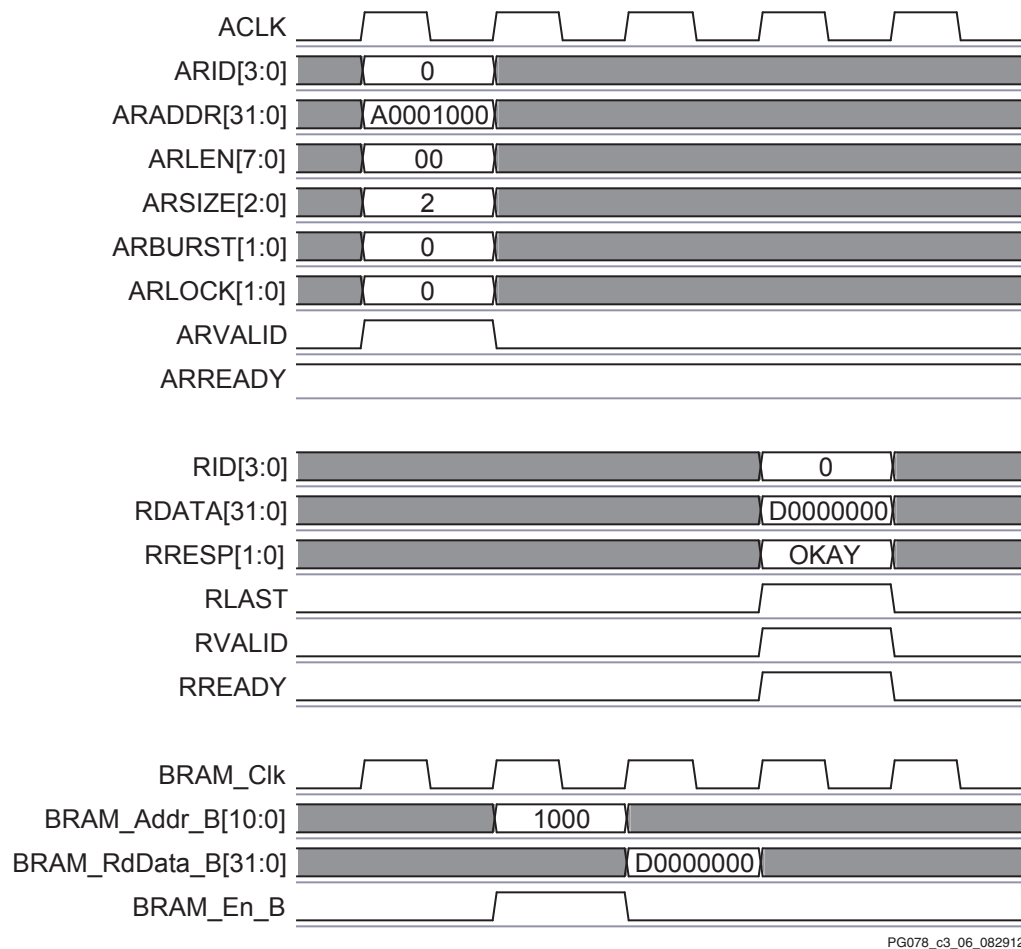 ACLK
ARID[3:0] 0
ARADDR[31:0] A0001000
ARLEN[7:0] 00
ARSIZE[2:0] 2
ARBURST[1:0] 0
ARLOCK[1:0] 0
ARVALID
ARREADY
RID[3:0] 0
RDATA[31:0] D0000000
RRESP[1:0] OKAY
RLAST
RVALID
RREADY
BRAM_Clk
BRAM_Addr_B[10:0] 1000
BRAM_RdData_B[31:0] D0000000
BRAM_En_B
PG078_c3_06_082912